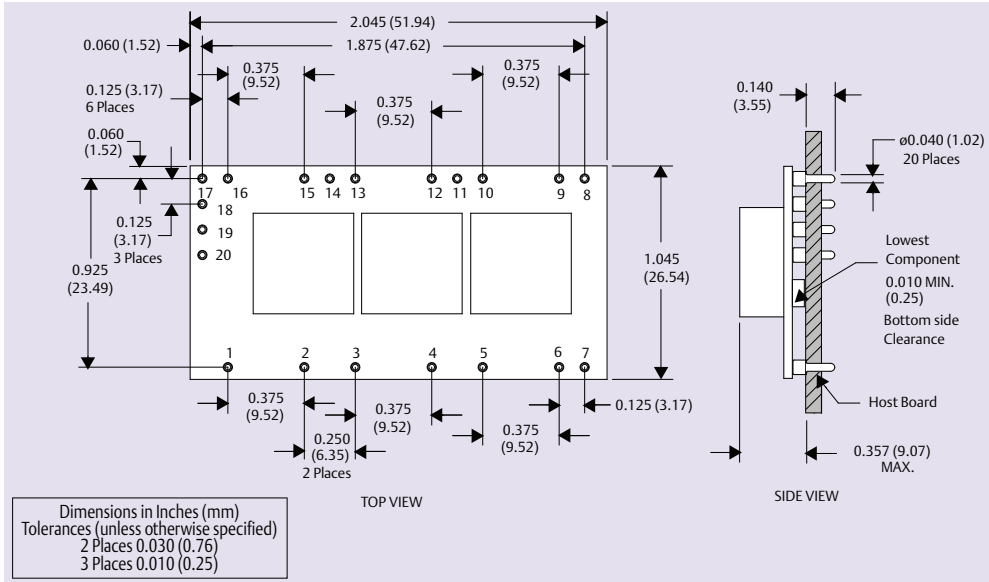 2.045 (51.94)
0.060 (1.52)
1.875 (47.62)
0.375
(9.52)
0.375
(9.52)
0.125 (3.17)
6 Places
0.375
(9.52)
0.060
(1.52)
17 16 15 14 13 12 11 10 9 8
18
19
20
0.125
(3.17)
3 Places
0.925
(23.49)
1.045
(26.54)
1 2 3 4 5 6 7
0.375
(9.52)
0.375
(9.52)
0.125 (3.17)
0.250
(6.35)
2 Places
0.375
(9.52)
TOP VIEW
0.140
(3.55)
ø0.040 (1.02)
20 Places
Lowest
Component
0.010 MIN.
(0.25)
Bottom side
Clearance
Host Board
0.357 (9.07)
MAX.
SIDE VIEW
Dimensions in Inches (mm)
Tolerances (unless otherwise specified)
2 Places 0.030 (0.76)
3 Places 0.010 (0.25)